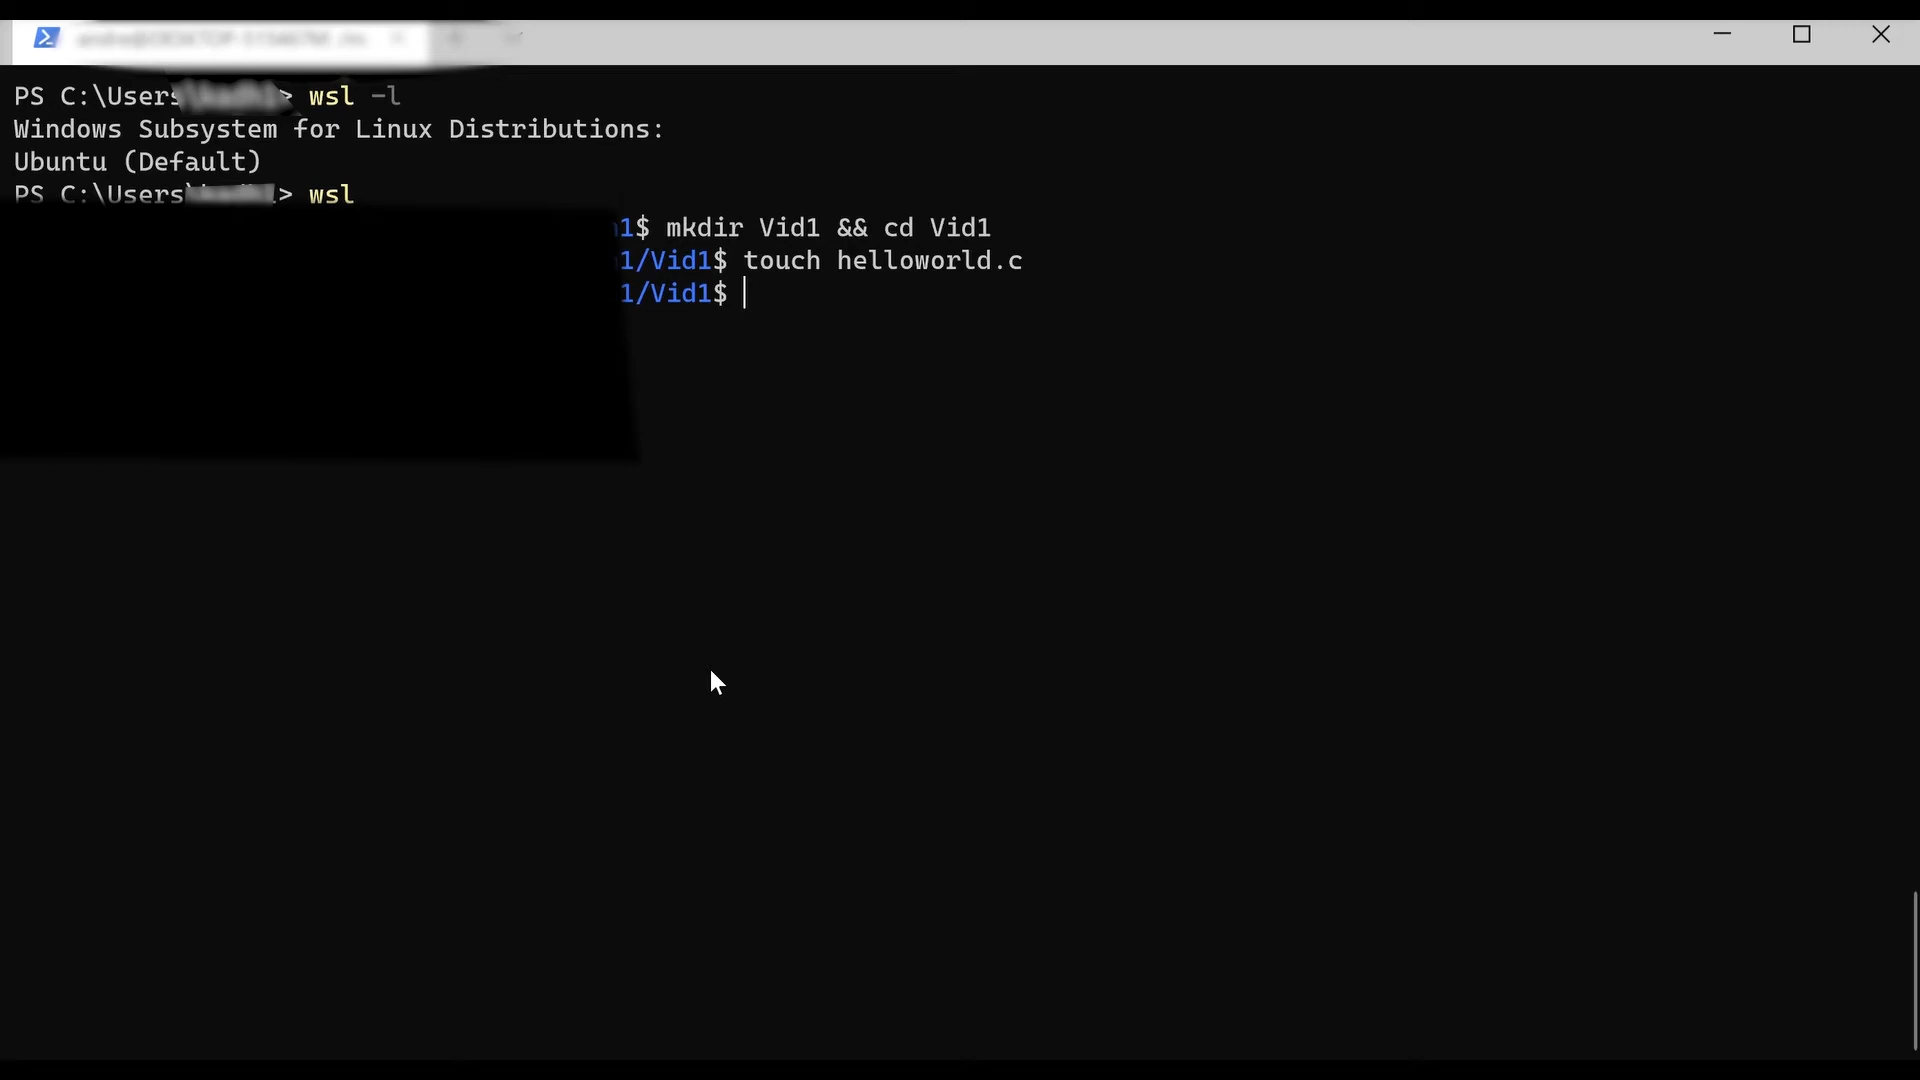 PS C:\Users > wsl -l
Windows Subsystem for Linux Distributions:
Ubuntu (Default)
PS C:\Users > wsl
1$ mkdir Vid1 && cd Vid1
1/Vid1$ touch helloworld.c
1/Vid1$